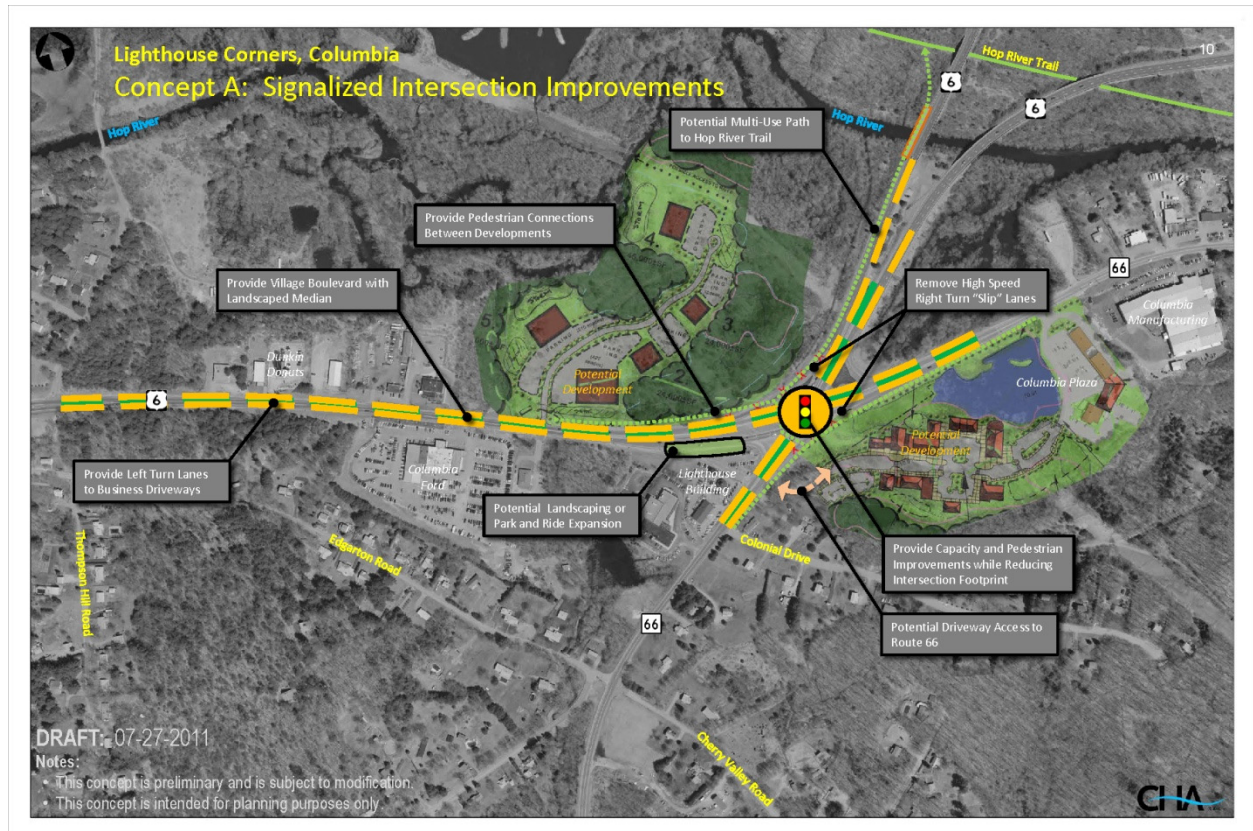 Lighthouse Corners, Columbia
Concept A: Signalized Intersection Improvements
10
Hop River Trail
6
6
Hop River
Hop River
Potential Multi-Use Path
to Hop River Trail
Provide Pedestrian Connections
Between Developments
Provide Village Boulevard with
Landscaped Median
Remove High Speed
Right Turn "Slip" Lanes
66
Columbia
Manufacturing
Dunkin
Donuts
4
5
3
2
Potential
Development
Columbia Plaza
6
Potential
Development
Provide Left Turn Lanes
to Business Driveways
Columbia
Ford
Lighthouse
Building
Potential Landscaping or
Park and Ride Expansion
Colonial Drive
Edgarton Road
Thompson Hill Road
Provide Capacity and Pedestrian
Improvements while Reducing
Intersection Footprint
66
Potential Driveway Access to
Route 66
Cherry Valley Road
DRAFT: 07-27-2011
Notes:
• This concept is preliminary and is subject to modification.
• This concept is intended for planning purposes only.
CHA